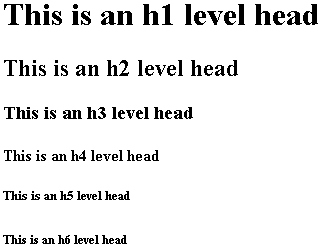 This is an h1 level head
This is an h2 level head
This is an h3 level head
This is an h4 level head
This is an h5 level head
This is an h6 level head